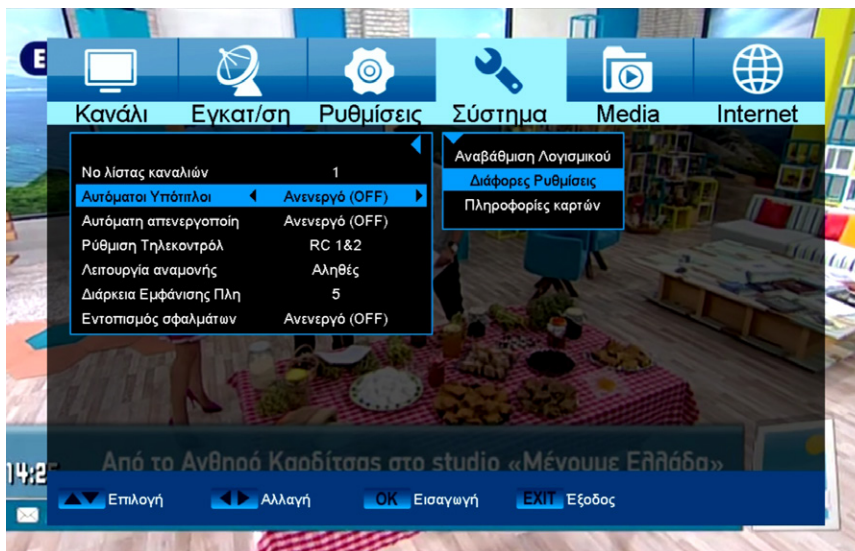 E
Κανάλι Εγκατ/ση Ρυθμίσεις Σύστημα Media Internet
Νο λίστας καναλιών 1
Αυτόματοι Υπότιτλοι Ανενεργό (OFF)
Αυτόματη απενεργοποίη Ανενεργό (OFF)
Ρύθμιση Τηλεκοντρόλ RC 1&2
Λειτουργία αναμονής Αληθές
Διάρκεια Εμφάνισης Πλη 5
Εντοπισμός σφαλμάτων Ανενεργό (OFF)
Αναβάθμιση Λογισμικού
Διάφορες Ρυθμίσεις
Πληροφορίες καρτών
14:2
Από το Ανθηρό Καρδίτσας στο studio «Μένουμε Ελλάδα»
Επιλογή Αλλαγή OK Εισαγωγή EXIT Έξοδος